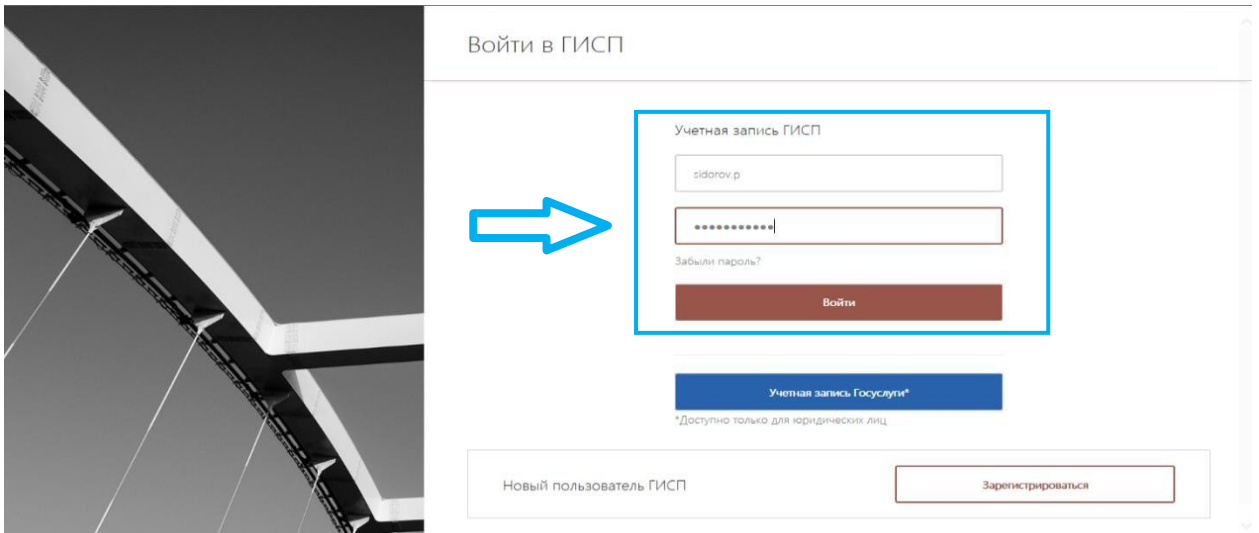 Войти в ГИСП
Учетная запись ГИСП
sidorov.p
•••••••••••
Забыли пароль?
Войти
Учетная запись Госуслуги*
*Доступно только для юридических лиц
Новый пользователь ГИСП
Зарегистрироваться